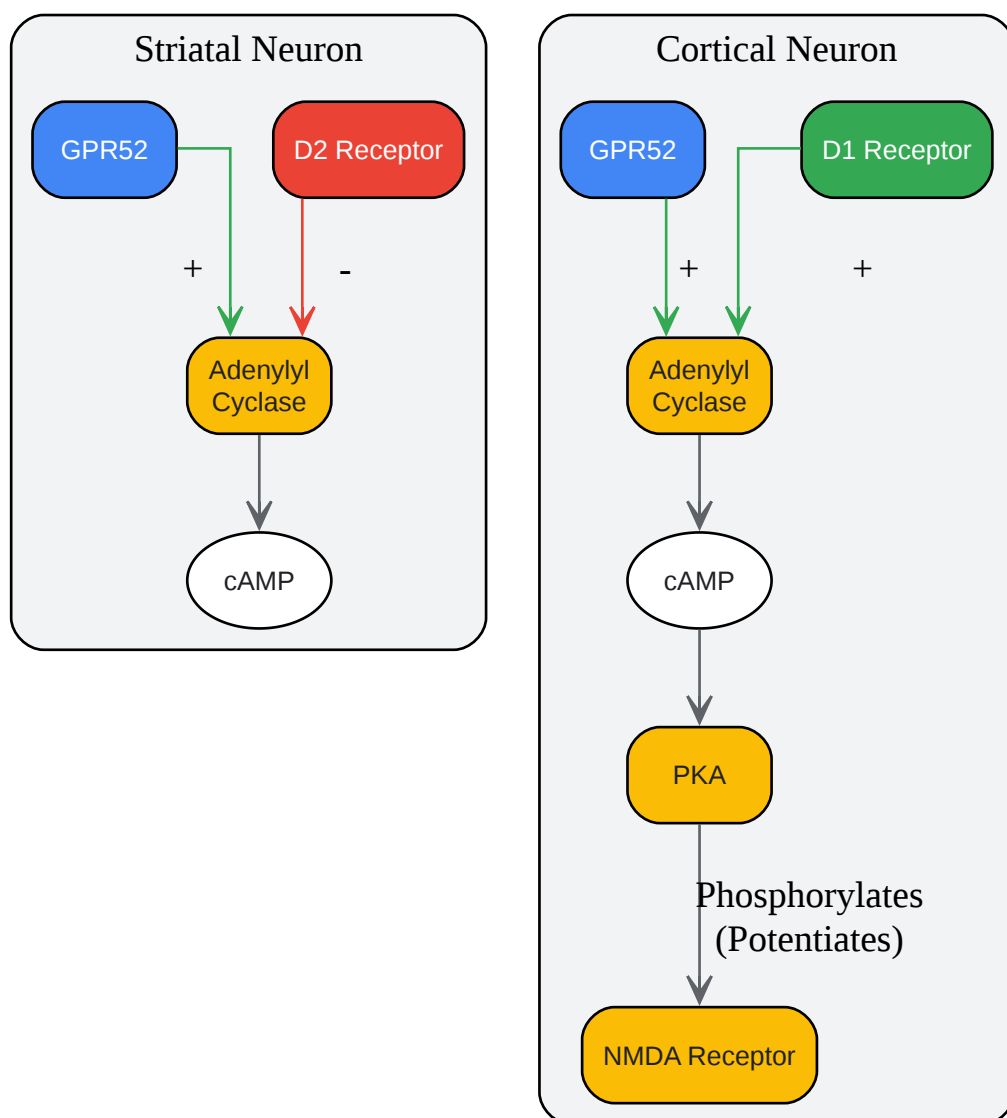 Striatal Neuron
GPR52
D2 Receptor
+
-
Adenylyl
Cyclase
cAMP
Cortical Neuron
GPR52
D1 Receptor
+
+
Adenylyl
Cyclase
cAMP
PKA
Phosphorylates
(Potentiates)
NMDA Receptor